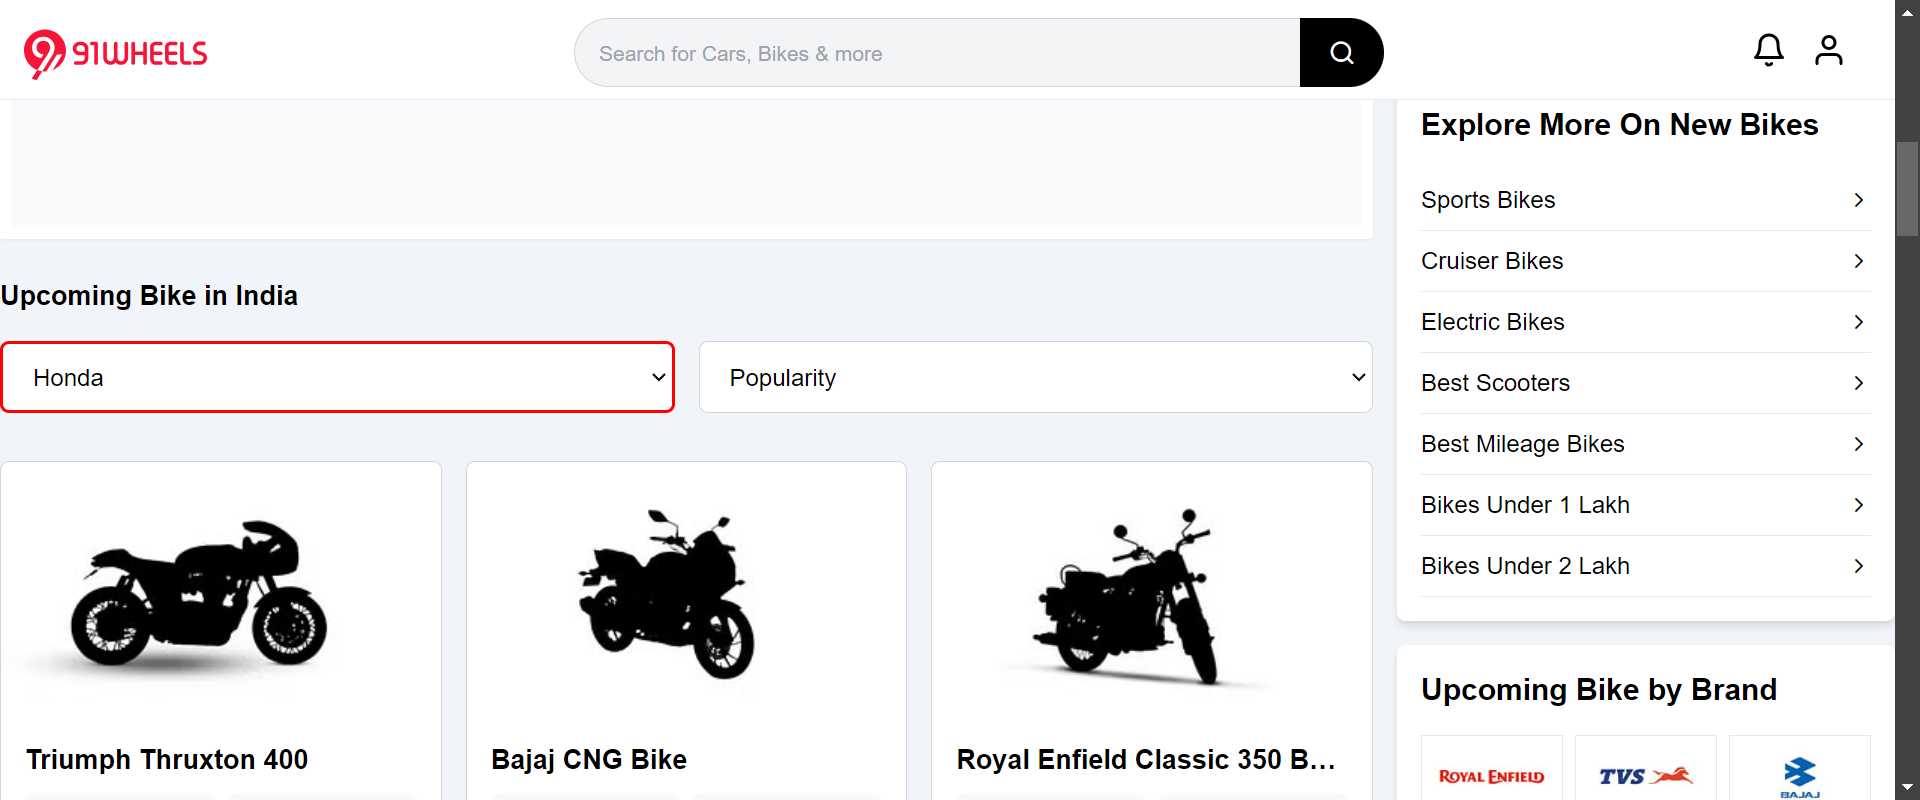 91WHEELS
Search for Cars, Bikes & more
Upcoming Bike in India
Honda
Popularity
Triumph Thruxton 400
Bajaj CNG Bike
Royal Enfield Classic 350 B...
Explore More On New Bikes
Sports Bikes
Cruiser Bikes
Electric Bikes
Best Scooters
Best Mileage Bikes
Bikes Under 1 Lakh
Bikes Under 2 Lakh
Upcoming Bike by Brand
ROYAL ENFIELD
TVS
BAJAJ